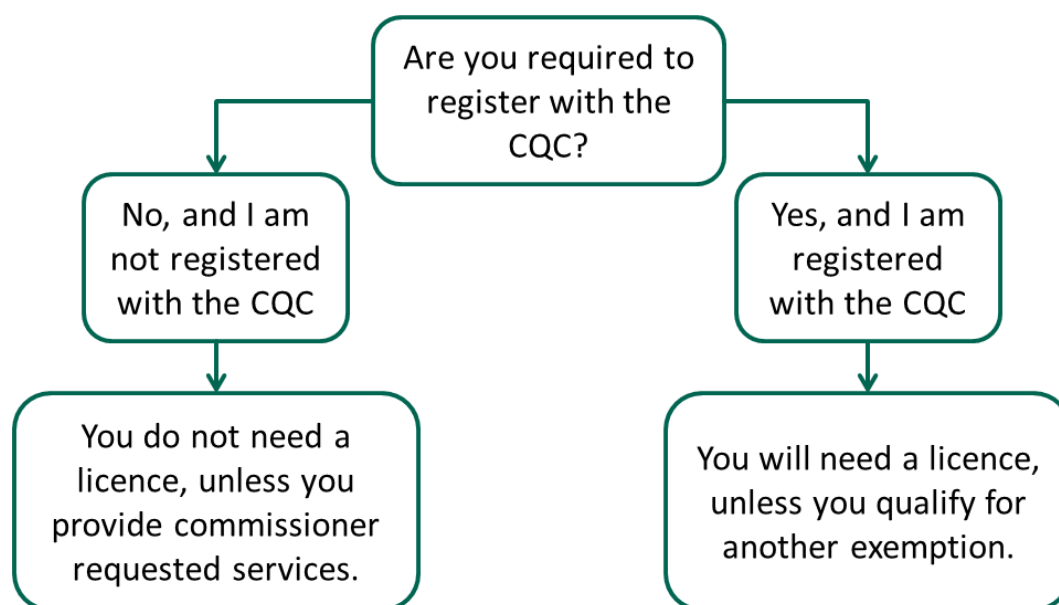 Are you required to
register with the
CQC?
No, and I am
not registered
with the CQC
Yes, and I am
registered
with the CQC
You do not need a
licence, unless you
provide commissioner
requested services.
You will need a licence,
unless you qualify for
another exemption.